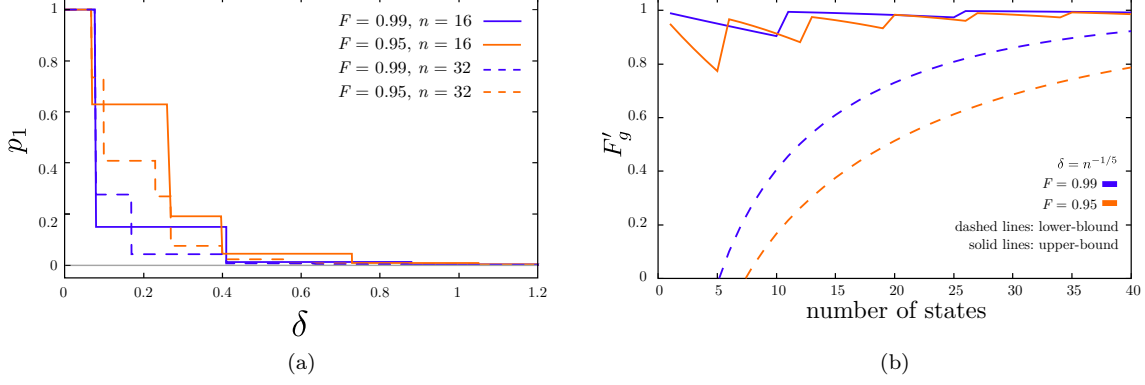 F = 0.99, n = 16
F = 0.95, n = 16
F = 0.99, n = 32
F = 0.95, n = 32
1
0.8
0.6
0.4
0.2
0
p₁
0 0.2 0.4 0.6 0.8 1 1.2
δ
(a)
1
0.8
0.6
0.4
0.2
0
F′g
δ = n^{-1/5}
F = 0.99
F = 0.95
dashed lines: lower-blound
solid lines: upper-bound
0 5 10 15 20 25 30 35 40
number of states
(b)